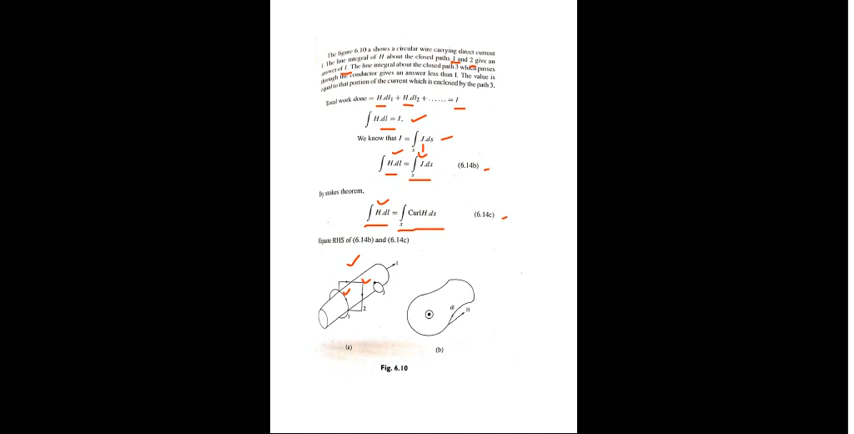 The figure 6.10 a shows a circular wire carrying direct current
I. The line integral of H about the closed paths 1 and 2 give an
answer of I. The line integral about the closed path 3 which passes
through the conductor gives an answer less than I. The value is
equal to that portion of the current which is enclosed by the path 3.
Total work done = H.dl₁ + H.dl₂ + ...... = I
∫ H.dl = I,
We know that I = ∫ J.ds
s
∫ H.dl = ∫ J.ds (6.14b)
s
By stokes theorem,
∫ H.dl = ∫ CurlH.ds (6.14c)
s
Equate RHS of (6.14b) and (6.14c)
I
3
2
1
dl
H
(a)
(b)
Fig. 6.10